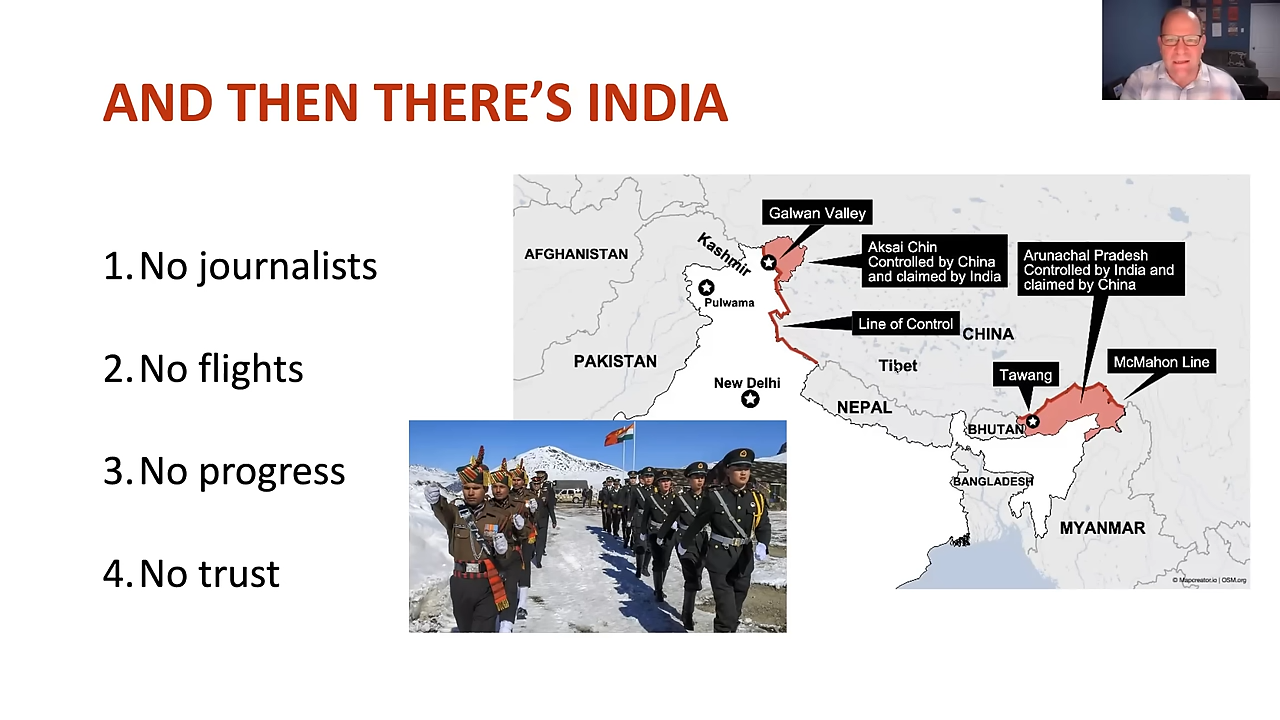 AND THEN THERE’S INDIA
1. No journalists
2. No flights
3. No progress
4. No trust
Galwan Valley
Kashmir
AFGHANISTAN
Aksai Chin
Controlled by China
and claimed by India
Arunachal Pradesh
Controlled by India and
claimed by China
Pulwama
Line of Control
CHINA
PAKISTAN
Tibet
McMahon Line
Tawang
New Delhi
NEPAL
BHUTAN
BANGLADESH
MYANMAR
© Mapcreator.io | OSM.org